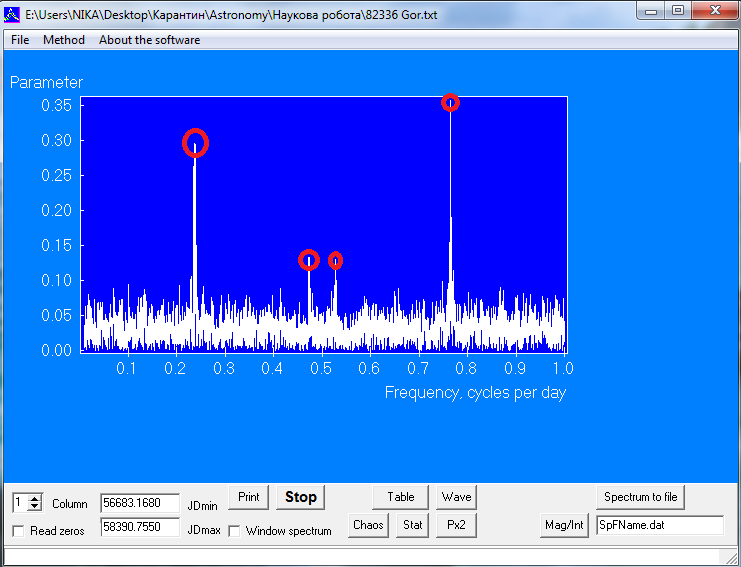 E:\Users\NIKA\Desktop\Карантин\Astronomy\Наукова робота\82336 Gor.txt
File Method About the software
Parameter
0.35
0.30
0.25
0.20
0.15
0.10
0.05
0.00
0.1 0.2 0.3 0.4 0.5 0.6 0.7 0.8 0.9 1.0
Frequency, cycles per day
1 Column 56683.1680 JDmin Print Stop Table Wave Spectrum to file
Read zeros 58390.7550 JDmax Window spectrum Chaos Stat Px2 Mag/Int SpFName.dat